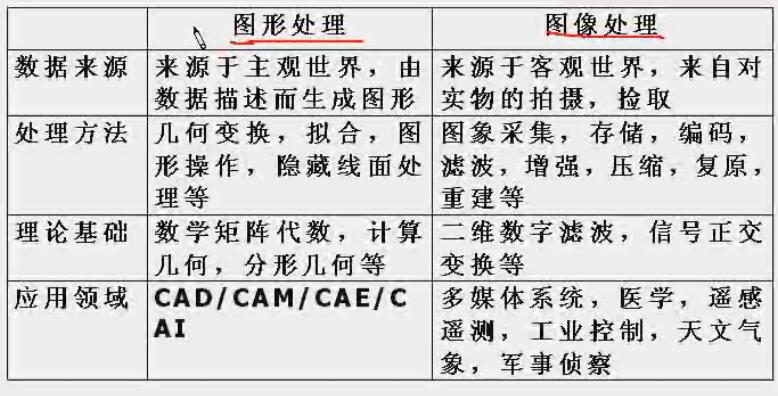 图形处理 图像处理
数据来源 来源于主观世界，由 来源于客观世界，来自对
数据描述而生成图形 实物的拍摄，捡取
处理方法 几何变换，拟合，图 图象采集，存储，编码，
形操作，隐藏线面处 滤波，增强，压缩，复原，
理等 重建等
理论基础 数学矩阵代数，计算 二维数字滤波，信号正交
几何，分形几何等 变换等
应用领域 CAD/CAM/CAE/C 多媒体系统，医学，遥感
AI 遥测，工业控制，天文气
象，军事侦察